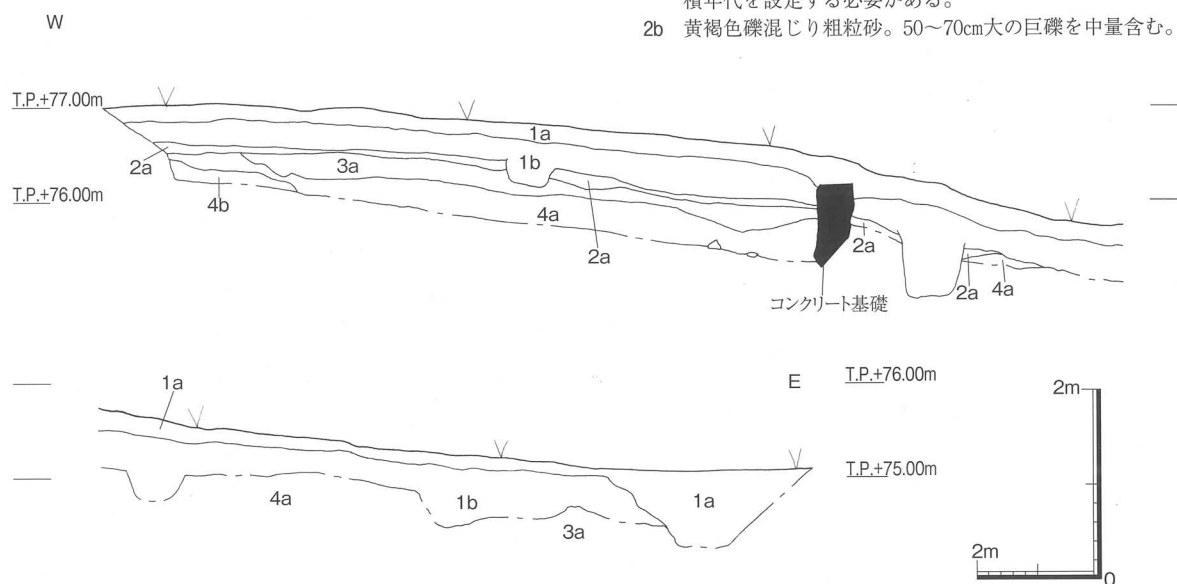 積年代を設定する必要がある。
W
2b 黄褐色礫混じり粗粒砂。50～70cm大の巨礫を中量含む。
T.P.+77.00m
1a
2a
3a
1b
T.P.+76.00m
4b
4a
2a
2a
2a
4a
コンクリート基礎
1a
E
T.P.+76.00m
2m
T.P.+75.00m
4a
1b
1a
3a
2m
0